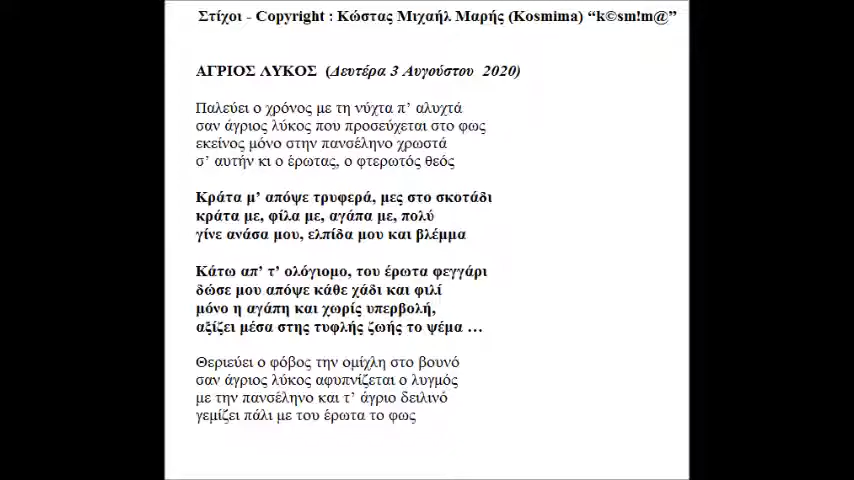 Στίχοι - Copyright : Κώστας Μιχαήλ Μαρής (Kosmima) “k©sm!m@”
ΑΓΡΙΟΣ ΛΥΚΟΣ (Δευτέρα 3 Αυγούστου 2020)
Παλεύει ο χρόνος με τη νύχτα π’ αλυχτά
σαν άγριος λύκος που προσεύχεται στο φως
εκείνος μόνο στην πανσέληνο χρωστά
σ’ αυτήν κι ο έρωτας, ο φτερωτός θεός
Κράτα μ’ απόψε τρυφερά, μες στο σκοτάδι
κράτα με, φίλα με, αγάπα με, πολύ
γίνε ανάσα μου, ελπίδα μου και βλέμμα
Κάτω απ’ τ’ ολόγιομο, του έρωτα φεγγάρι
δώσε μου απόψε κάθε χάδι και φιλί
μόνο η αγάπη και χωρίς υπερβολή,
αξίζει μέσα στης τυφλής ζωής το ψέμα …
Θεριεύει ο φόβος την ομίχλη στο βουνό
σαν άγριος λύκος αφυπνίζεται ο λυγμός
με την πανσέληνο και τ’ άγριο δειλινό
γεμίζει πάλι με του έρωτα το φως